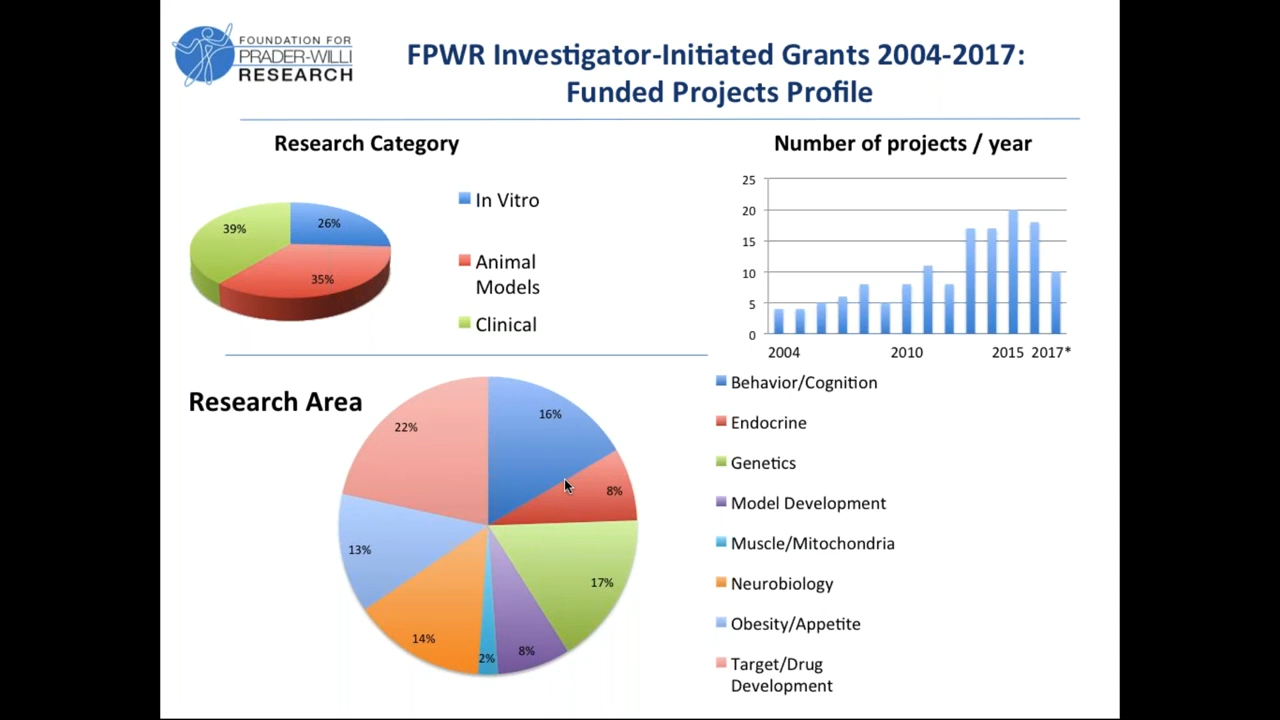 FOUNDATION FOR
PRADER-WILLI
RESEARCH
FPWR Investigator-Initiated Grants 2004-2017:
Funded Projects Profile
Research Category
26%
39%
35%
In Vitro
Animal
Models
Clinical
Number of projects / year
25
20
15
10
5
0
2004 2010 2015 2017*
Research Area
16%
22%
8%
13%
17%
14%
2%
8%
Behavior/Cognition
Endocrine
Genetics
Model Development
Muscle/Mitochondria
Neurobiology
Obesity/Appetite
Target/Drug
Development